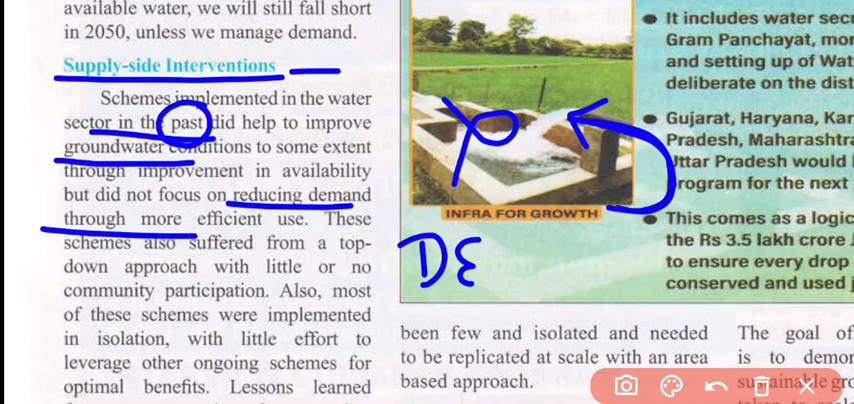 available water, we will still fall short
in 2050, unless we manage demand.
Supply-side Interventions
Schemes implemented in the water
sector in the past did help to improve
groundwater conditions to some extent
through improvement in availability
but did not focus on reducing demand
through more efficient use. These
schemes also suffered from a top-
down approach with little or no
community participation. Also, most
of these schemes were implemented
in isolation, with little effort to
leverage other ongoing schemes for
optimal benefits. Lessons learned
INFRA FOR GROWTH
DE
It includes water secu
Gram Panchayat, mor
and setting up of Wat
deliberate on the dist
Gujarat, Haryana, Kar
Pradesh, Maharashtra
Uttar Pradesh would
program for the next
This comes as a logic
the Rs 3.5 lakh crore
to ensure every drop
conserved and used
been few and isolated and needed
to be replicated at scale with an area
based approach.
The goal of
is to demon